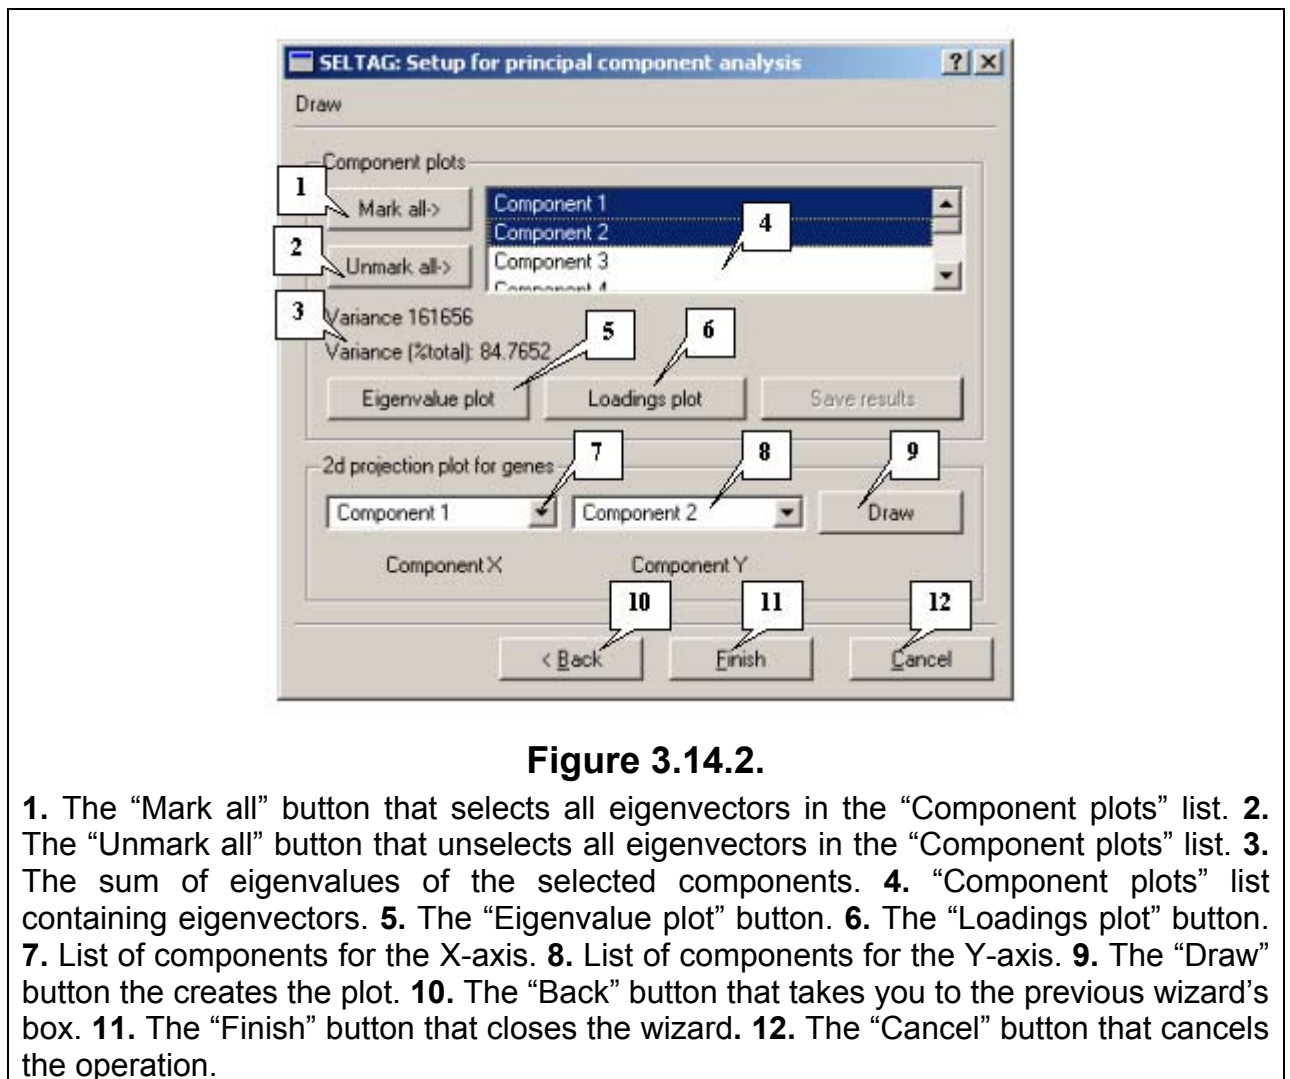 SELTAG: Setup for principal component analysis
Draw
Component plots
1
Mark all->
Component 1
4
Component 2
2
Unmark all->
Component 3
Component 4
3
Variance 161656
5
6
Variance (%total): 84.7652
Eigenvalue plot
Loadings plot
Save results
7
8
9
2d projection plot for genes
Component 1
Component 2
Draw
Component X
Component Y
10
11
12
< Back
Finish
Cancel
Figure 3.14.2.
1. The “Mark all” button that selects all eigenvectors in the “Component plots” list. 2.
The “Unmark all” button that unselects all eigenvectors in the “Component plots” list. 3.
The sum of eigenvalues of the selected components. 4. “Component plots” list
containing eigenvectors. 5. The “Eigenvalue plot” button. 6. The “Loadings plot” button.
7. List of components for the X-axis. 8. List of components for the Y-axis. 9. The “Draw”
button the creates the plot. 10. The “Back” button that takes you to the previous wizard’s
box. 11. The “Finish” button that closes the wizard. 12. The “Cancel” button that cancels
the operation.